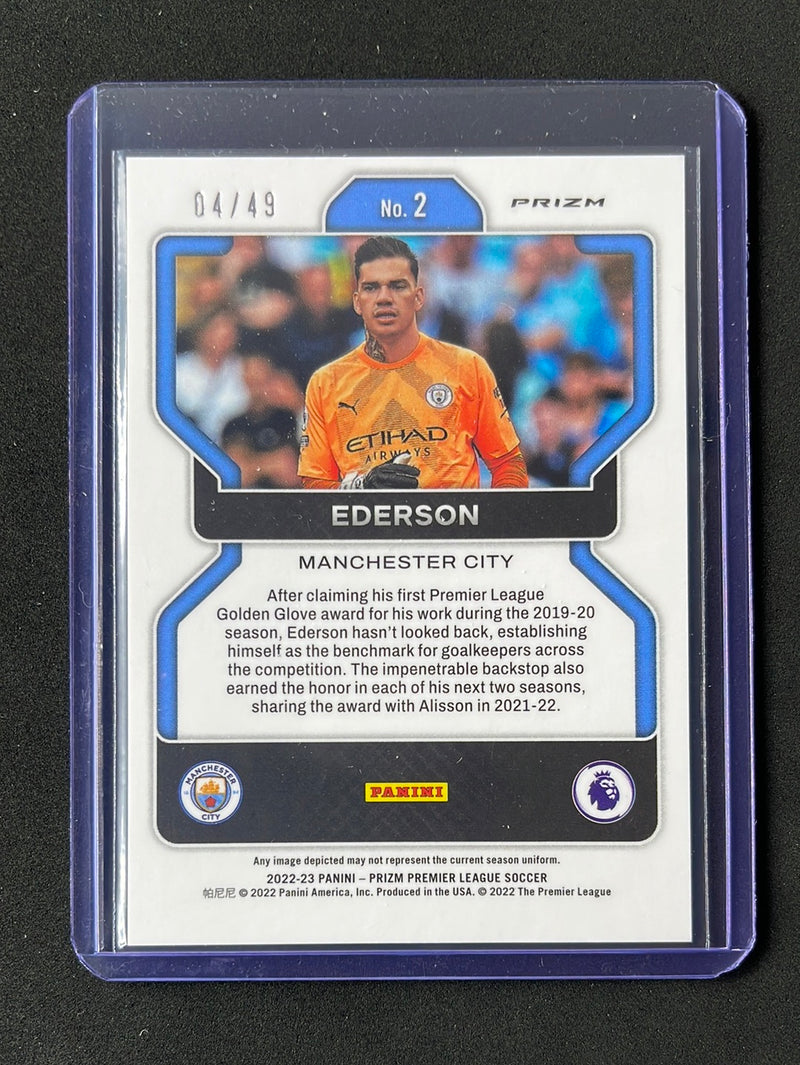 04/49
No. 2
PRIZM
ETIHAD
AIRWAYS
EDERSON
MANCHESTER CITY
After claiming his first Premier League
Golden Glove award for his work during the 2019-20
season, Ederson hasn't looked back, establishing
himself as the benchmark for goalkeepers across
the competition. The impenetrable backstop also
earned the honor in each of his next two seasons,
sharing the award with Alisson in 2021-22.
MANCHESTER
CITY
PANINI
Any image depicted may not represent the current season uniform.
2022-23 PANINI – PRIZM PREMIER LEAGUE SOCCER
帕尼尼 © 2022 Panini America, Inc. Produced in the USA. © 2022 The Premier League